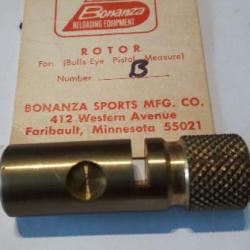 Bonanza
RELOADING EQUIPMENT
ROTOR
For: (Bulls-Eye Pistol Measure)
Number B
BONANZA SPORTS MFG. CO.
412 Western Avenue
Faribault, Minnesota 55021